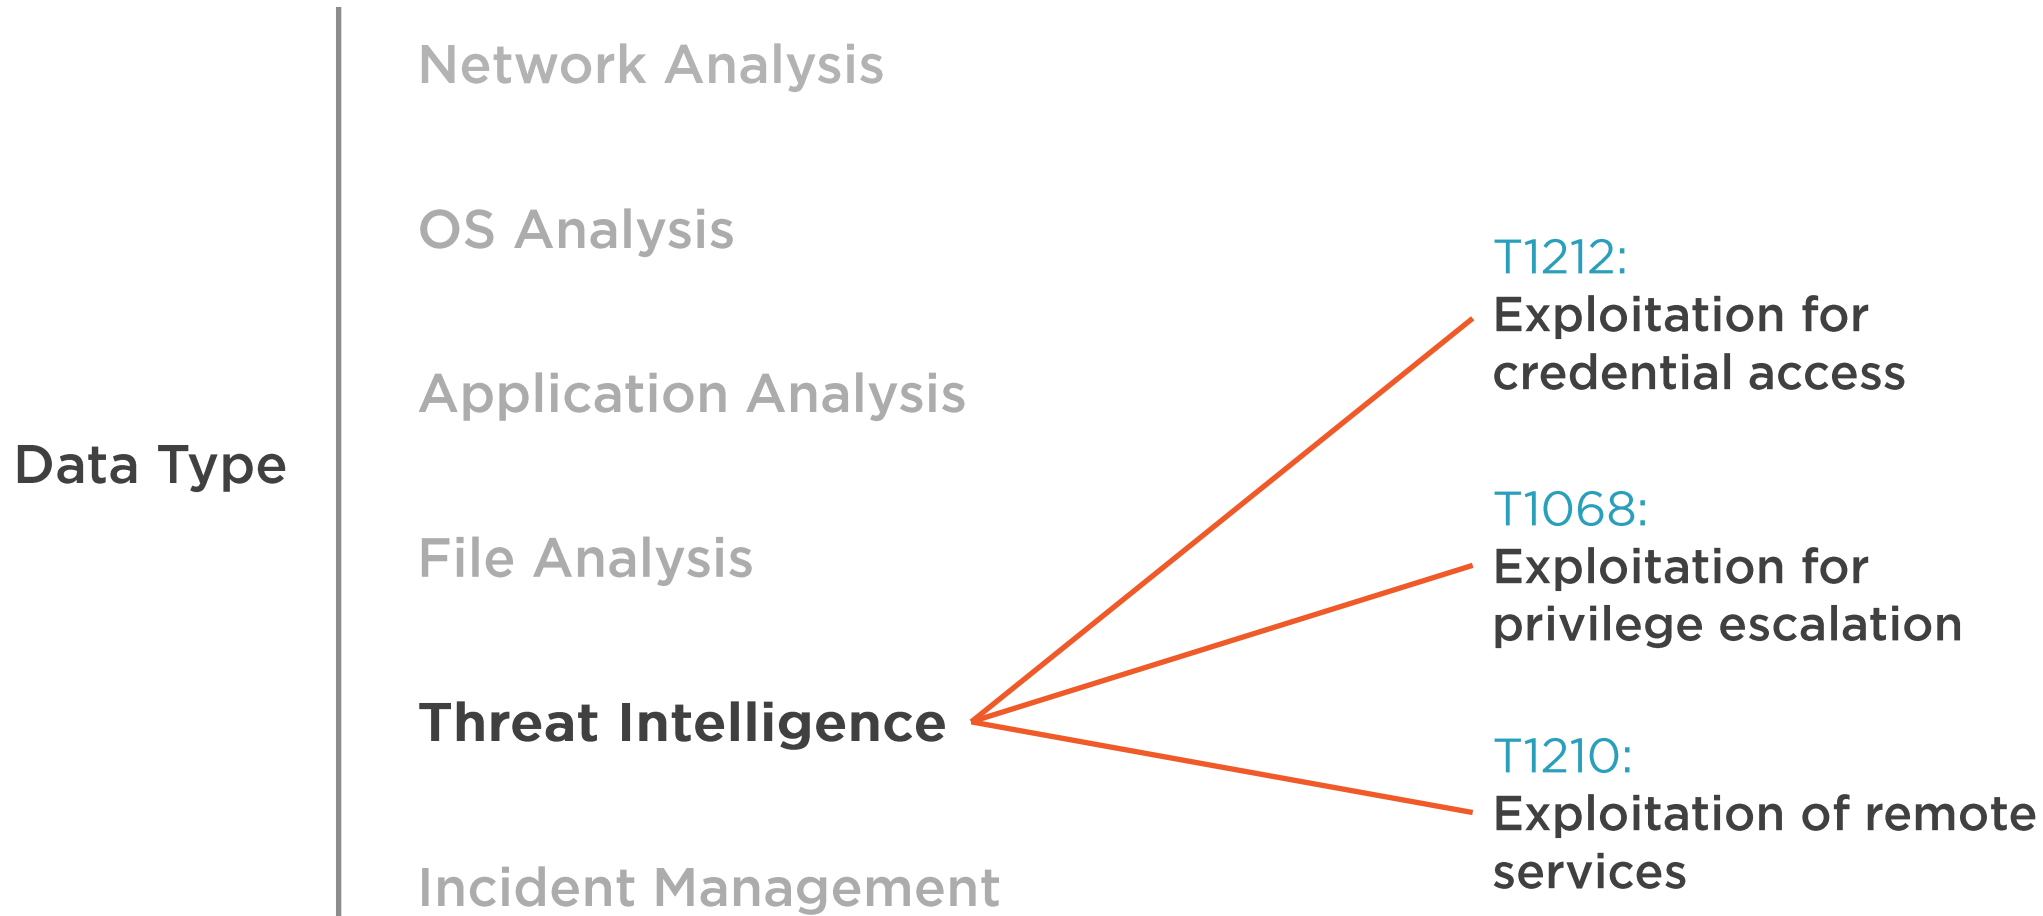 Data Type
Network Analysis
OS Analysis
Application Analysis
File Analysis
Threat Intelligence
Incident Management
T1212:
Exploitation for
credential access
T1068:
Exploitation for
privilege escalation
T1210:
Exploitation of remote
services